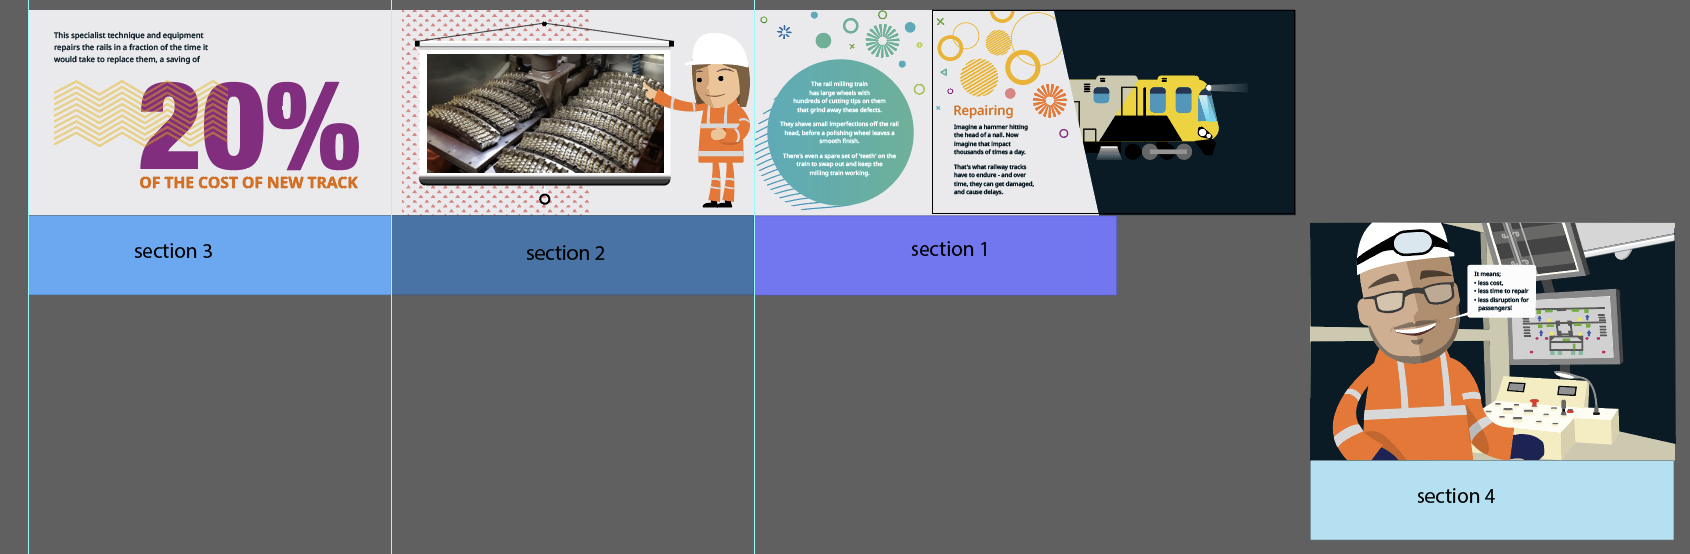 This specialist technique and equipment
repairs the rails in a fraction of the time it
would take to replace them, a saving of
20%
OF THE COST OF NEW TRACK
The rail milling train
has large wheels with
hundreds of cutting tips on them
that grind away these defects.
They shave small imperfections off the rail
head, before a polishing wheel leaves a
smooth finish.
There's even a spare set of 'teeth' on the
train to swap out and keep the
milling train working.
Repairing
Imagine a hammer hitting
the head of a nail. Now
imagine that impact
thousands of times a day.
That's what railway tracks
have to endure - and over
time, they can get damaged,
and cause delays.
section 3
section 2
section 1
It means;
• less cost,
• less time to repair
• less disruption for
passengers!
section 4